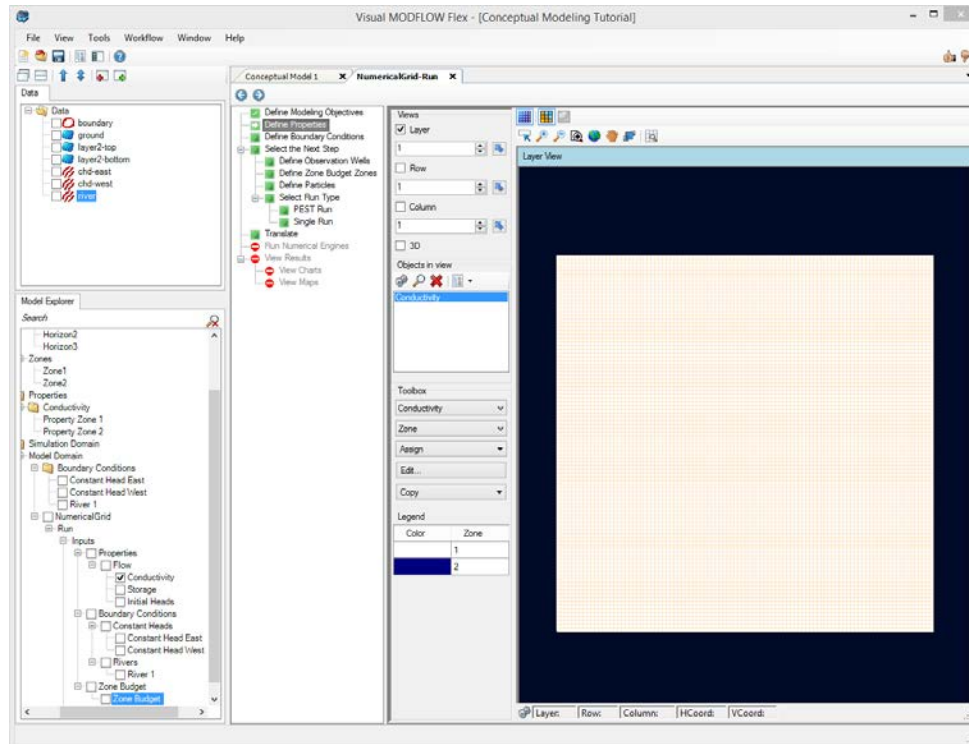 Visual MODFLOW Flex - [Conceptual Modeling Tutorial]
File View Tools Workflow Window Help
Data
Data
boundary
ground
layer2-top
layer2-bottom
chd-east
chd-west
river
Model Explorer
Search
Horizon2
Horizon3
Zones
Zone1
Zone2
Properties
Conductivity
Property Zone 1
Property Zone 2
Simulation Domain
Model Domain
Boundary Conditions
Constant Head East
Constant Head West
River 1
NumericalGrid
Run
Inputs
Properties
Flow
Conductivity
Storage
Initial Heads
Boundary Conditions
Constant Heads
Constant Head East
Constant Head West
Rivers
River 1
Zone Budget
Zone Budget
Conceptual Model 1 X NumericalGrid-Run X
Define Modeling Objectives
Define Properties
Define Boundary Conditions
Select the Next Step
Define Observation Wells
Define Zone Budget Zones
Define Particles
Select Run Type
PEST Run
Single Run
Translate
Run Numerical Engines
View Results
View Charts
View Maps
Views
Layer
1
Row
1
Column
1
3D
Objects in view
Conductivity
Toolbox
Conductivity
Zone
Assign
Edit...
Copy
Legend
Color Zone
1
2
Layer View
Layer: Row: Column: HCoord: VCoord: